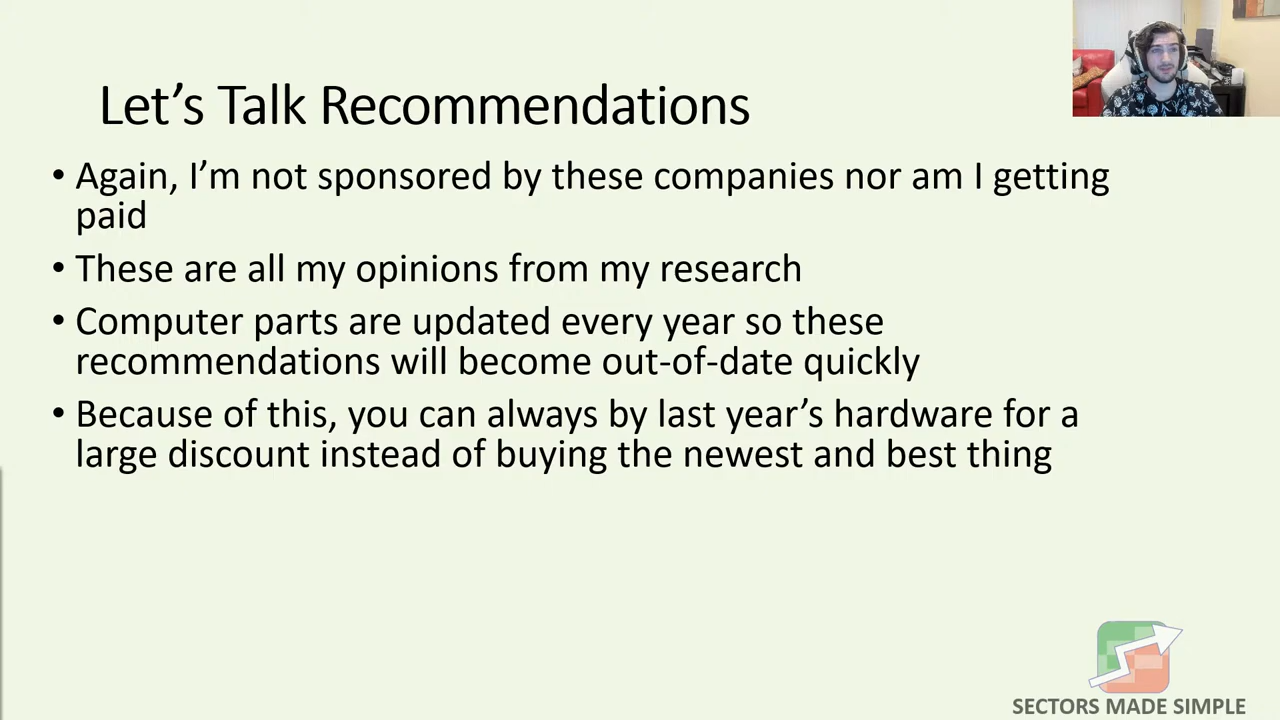 Let’s Talk Recommendations
• Again, I’m not sponsored by these companies nor am I getting
paid
• These are all my opinions from my research
• Computer parts are updated every year so these
recommendations will become out-of-date quickly
• Because of this, you can always by last year’s hardware for a
large discount instead of buying the newest and best thing
SECTORS MADE SIMPLE